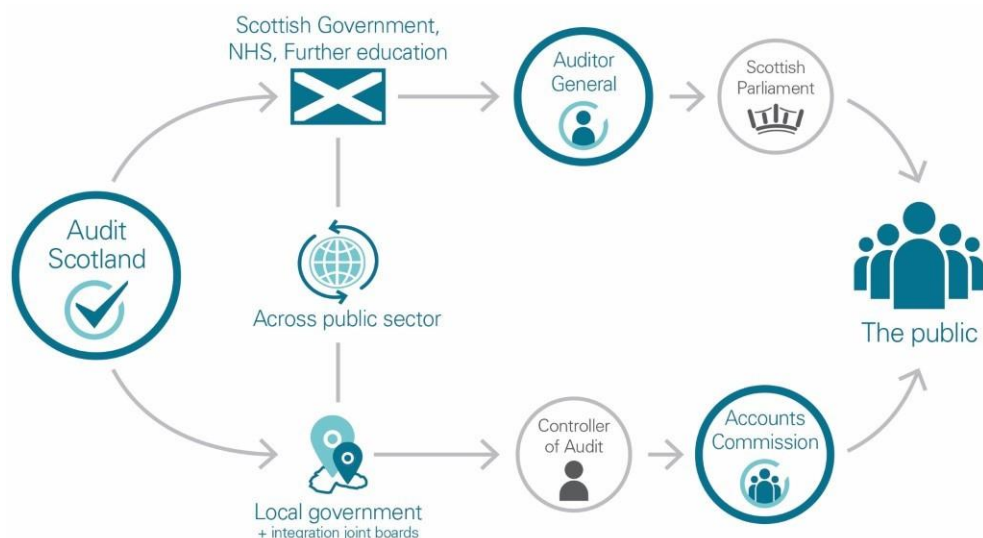 Scottish Government,
NHS, Further education
Auditor
General
Scottish
Parliament
Audit
Scotland
Across public sector
The public
Local government
+ integration joint boards
Controller
of Audit
Accounts
Commission